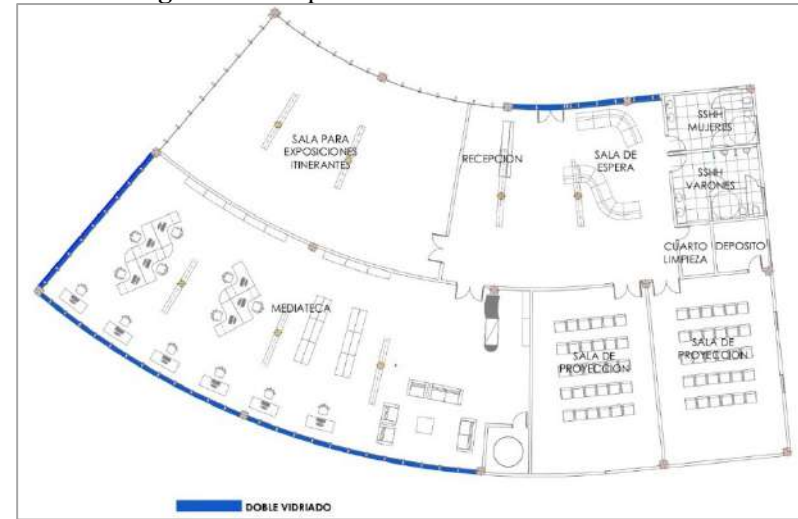 SSHH
MUJERES
SALA PARA
EXPOSICIONES
ITINERANTES
RECEPCION
SALA DE
ESPERA
SSHH
VARONES
CUARTO
LIMPIEZA
DEPOSITO
MEDIATECA
SALA DE
PROYECCION
SALA DE
PROYECCION
DOBLE VIDRIADO